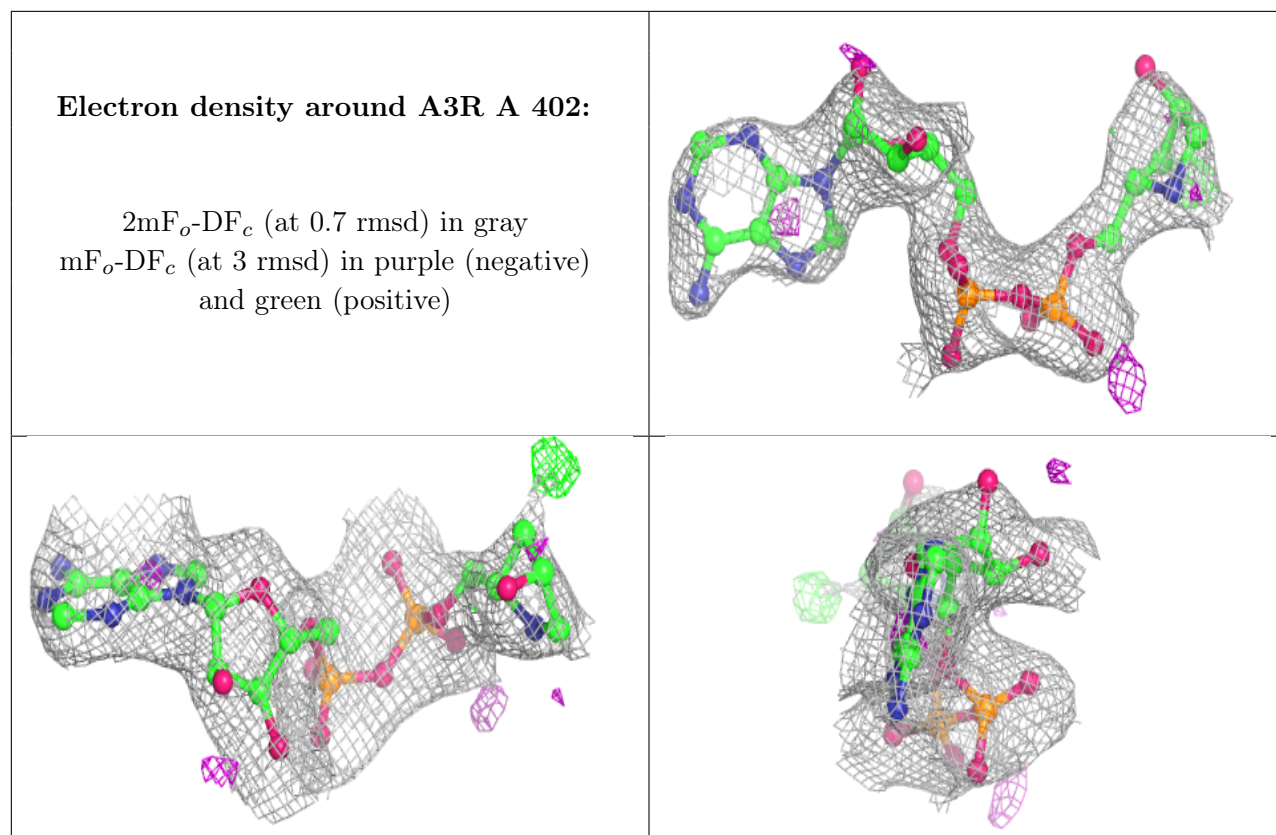 Electron density around A3R A 402:
2mFo-DFc (at 0.7 rmsd) in gray
mFo-DFc (at 3 rmsd) in purple (negative)
and green (positive)